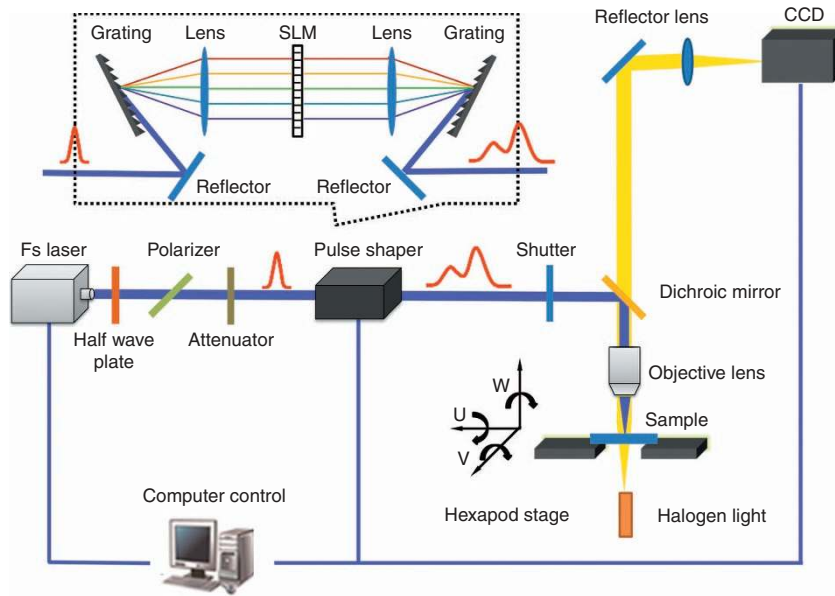 Grating
Lens
SLM
Lens
Grating
Reflector
Reflector
Reflector lens
CCD
Fs laser
Polarizer
Pulse shaper
Shutter
Dichroic mirror
Half wave
plate
Attenuator
Objective lens
W
U
V
Sample
Computer control
Hexapod stage
Halogen light